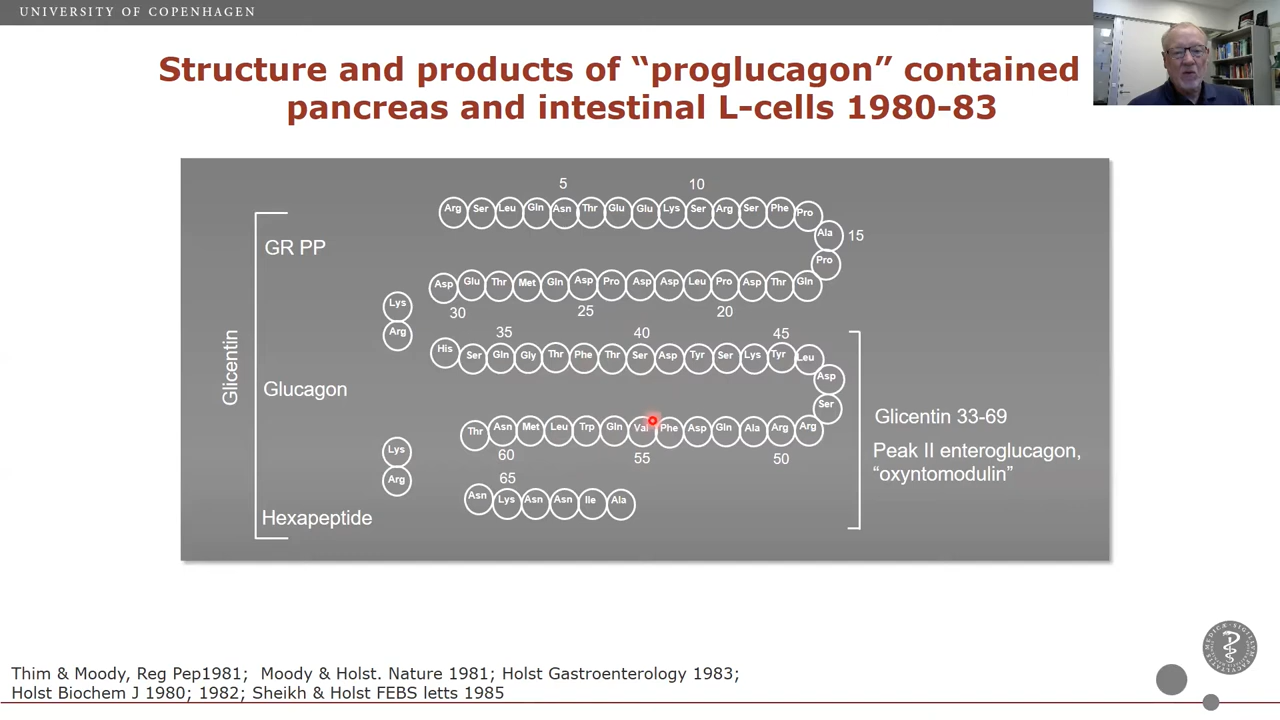 UNIVERSITY OF COPENHAGEN
Structure and products of “proglucagon” contained
pancreas and intestinal L-cells 1980-83
5 10
Arg Ser Leu Gln Asn Thr Glu Glu Lys Ser Arg Ser Phe Pro
GR PP
Ala 15
Pro
Asp Glu Thr Met Gln Asp Pro Asp Asp Leu Pro Asp Thr Gln
30 25 20
Lys
Arg
35 40 45
His Ser Gln Gly Thr Phe Thr Ser Asp Tyr Ser Lys Tyr Leu
Glicentin
Asp
Glucagon
Ser
Glicentin 33-69
Thr Asn Met Leu Trp Gln Val Phe Asp Gln Ala Arg Arg
60 55 50
Lys
Arg
Peak II enteroglucagon,
“oxyntomodulin”
65
Asn Lys Asn Asn Ile Ala
Hexapeptide
Thim & Moody, Reg Pep1981; Moody & Holst. Nature 1981; Holst Gastroenterology 1983;
Holst Biochem J 1980; 1982; Sheikh & Holst FEBS letts 1985